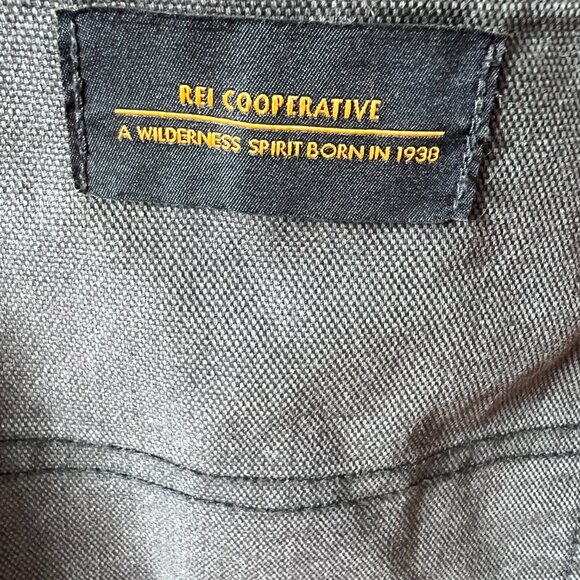 REI COOPERATIVE
A WILDERNESS SPIRIT BORN IN 1938